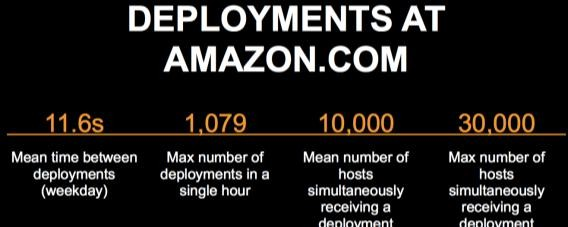 DEPLOYMENTS AT
AMAZON.COM
11.6s 1,079 10,000 30,000
Mean time between
deployments
(weekday)
Max number of
deployments in a
single hour
Mean number of
hosts
simultaneously
receiving a
deployment
Max number of
hosts
simultaneously
receiving a
deployment